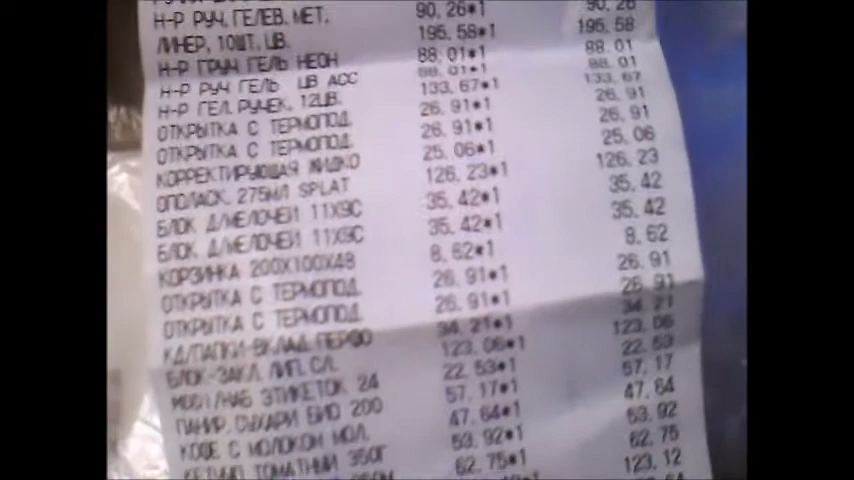 Н-Р РУЧ. ГЕЛЕВ. МЕТ. 90.26*1 90.26
ЛИНЕР, 10ШТ. ЦВ. 195.58*1 195.58
Н-Р ГРУЧ ГЕЛЬ НЕОН 88.01*1 88.01
Н-Р РУЧ ГЕЛЬ ЦВ АСС 88.01*1 88.01
Н-Р ГЕЛ. РУЧЕК, 12ЦВ. 133.67*1 133.67
ОТКРЫТКА С ТЕРМОПОД. 26.91*1 26.91
ОТКРЫТКА С ТЕРМОПОД. 26.91*1 26.91
КОРРЕКТИРУЮЩАЯ ЖИДКО 25.06*1 25.06
ОПОЛАСК. 275МЛ SPLAT 126.23*1 126.23
БЛОК Д/МЕЛОЧЕЙ 11Х9С 35.42*1 35.42
БЛОК Д/МЕЛОЧЕЙ 11Х9С 35.42*1 35.42
КОРЗИНКА 200Х100Х48 8.62*1 8.62
ОТКРЫТКА С ТЕРМОПОД. 26.91*1 26.91
ОТКРЫТКА С ТЕРМОПОД. 26.91*1 26.91
КД/ПАПКИ-ВКЛАД. ПЕРФО 34.21*1 34.21
БЛОК-ЗАКЛ. ЛИП. СЛ. 123.06*1 123.06
НАБ ЭТИКЕТОК 24 22.53*1 22.53
ПАНИР. СУХАРИ БИО 200 57.17*1 57.17
КОФЕ С МОЛОКОМ МОЛ. 47.64*1 47.64
КЕТЧУП ТОМАТНЫЙ 350Г 53.92*1 53.92
62.75*1 62.75
123.12